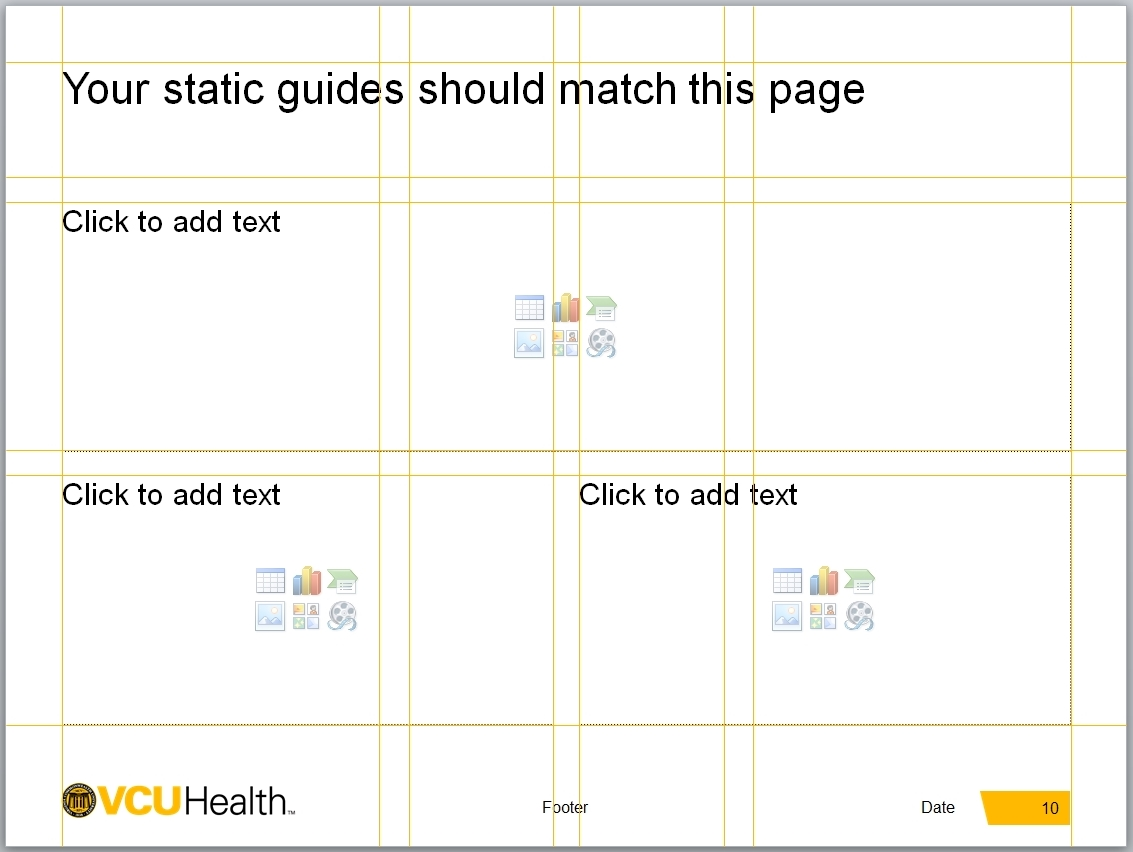 Your static guides should match this page
Click to add text
Click to add text
Click to add text
VCUHealth™
Footer
Date
10